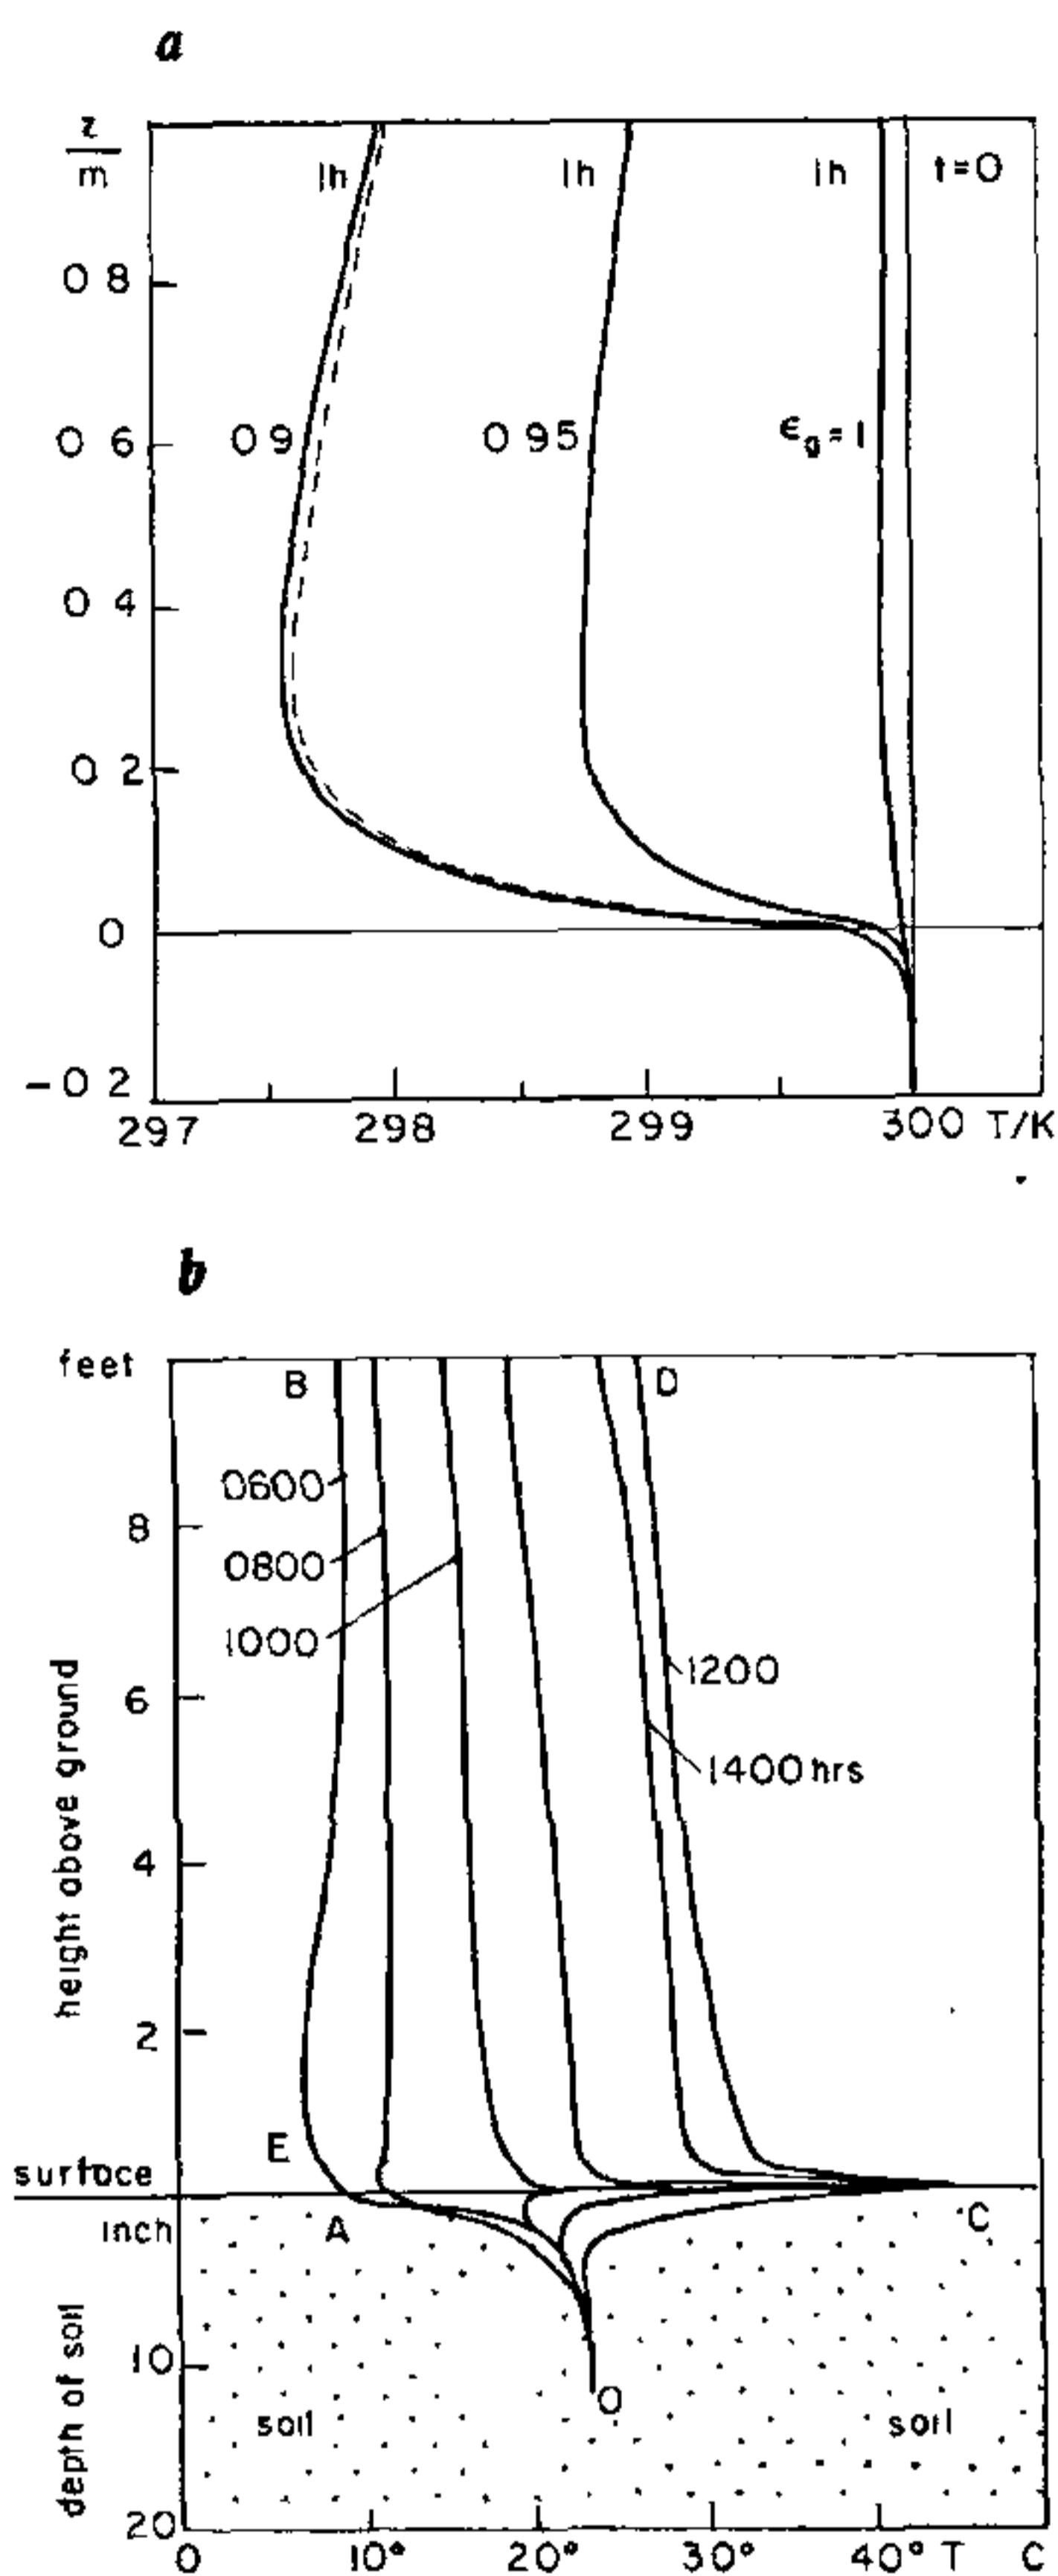 a
z
m
1h 1h 1h t=0
0 8
0 9 0 95 ϵg=1
0 6
0 4
0 2
0
-0 2
297 298 299 300 T/K
b
feet
B D
0600
8
0800
1000
1200
6
1400 hrs
height above ground
4
2
E
surface
inch A C
depth of soil
10
O
soil soil
20
0 10° 20° 30° 40° T C